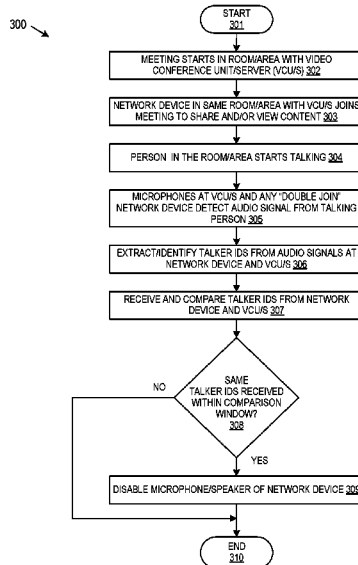 300
START
301
MEETING STARTS IN ROOM/AREA WITH VIDEO
CONFERENCE UNIT/SERVER (VCU/S) 302
NETWORK DEVICE IN SAME ROOM/AREA WITH VCU/S JOINS
MEETING TO SHARE AND/OR VIEW CONTENT 303
PERSON IN THE ROOM/AREA STARTS TALKING 304
MICROPHONES AT VCU/S AND ANY "DOUBLE JOIN"
NETWORK DEVICE DETECT AUDIO SIGNAL FROM TALKING
PERSON 305
EXTRACT/IDENTIFY TALKER IDS FROM AUDIO SIGNALS AT
NETWORK DEVICE AND VCU/S 306
RECEIVE AND COMPARE TALKER IDS FROM NETWORK
DEVICE AND VCU/S 307
NO
SAME
TALKER IDS RECEIVED
WITHIN COMPARISON
WINDOW?
308
YES
DISABLE MICROPHONE/SPEAKER OF NETWORK DEVICE 309
END
310